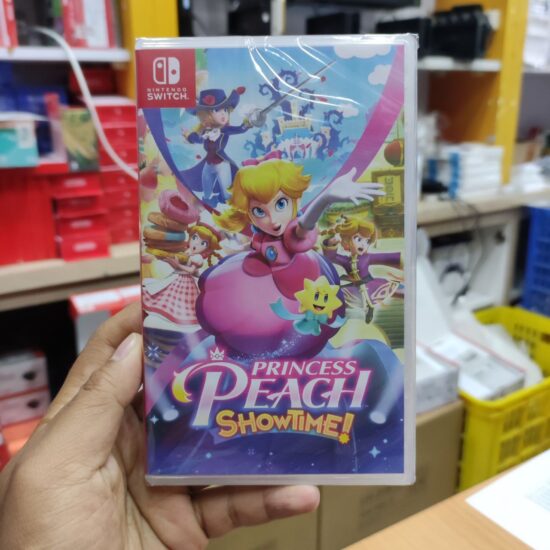 NINTENDO
SWITCH
PRINCESS
PEACH
SHOWTIME!